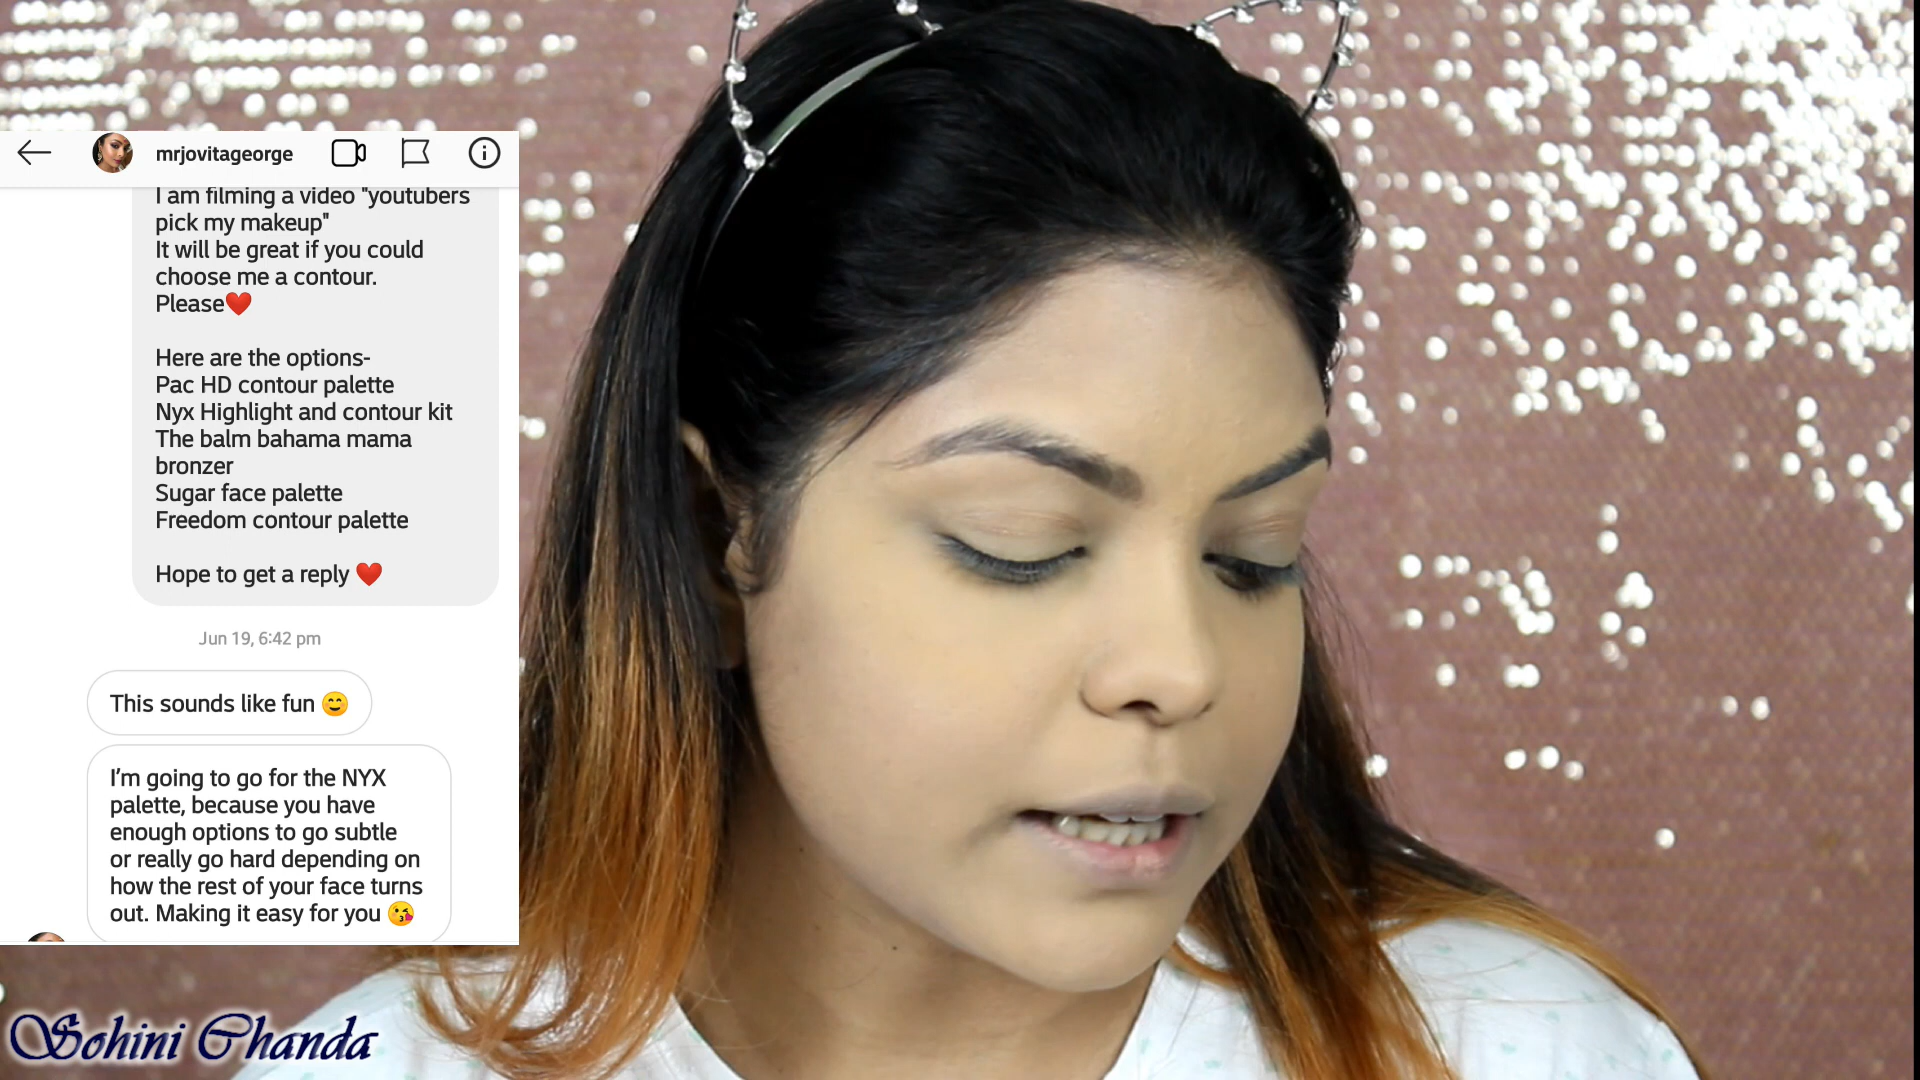 mrjovitageorge
I am filming a video "youtubers
pick my makeup"
It will be great if you could
choose me a contour.
Please❤️
Here are the options-
Pac HD contour palette
Nyx Highlight and contour kit
The balm bahama mama
bronzer
Sugar face palette
Freedom contour palette
Hope to get a reply ❤️
Jun 19, 6:42 pm
This sounds like fun 😊
I’m going to go for the NYX
palette, because you have
enough options to go subtle
or really go hard depending on
how the rest of your face turns
out. Making it easy for you 😘
Sohini Chanda